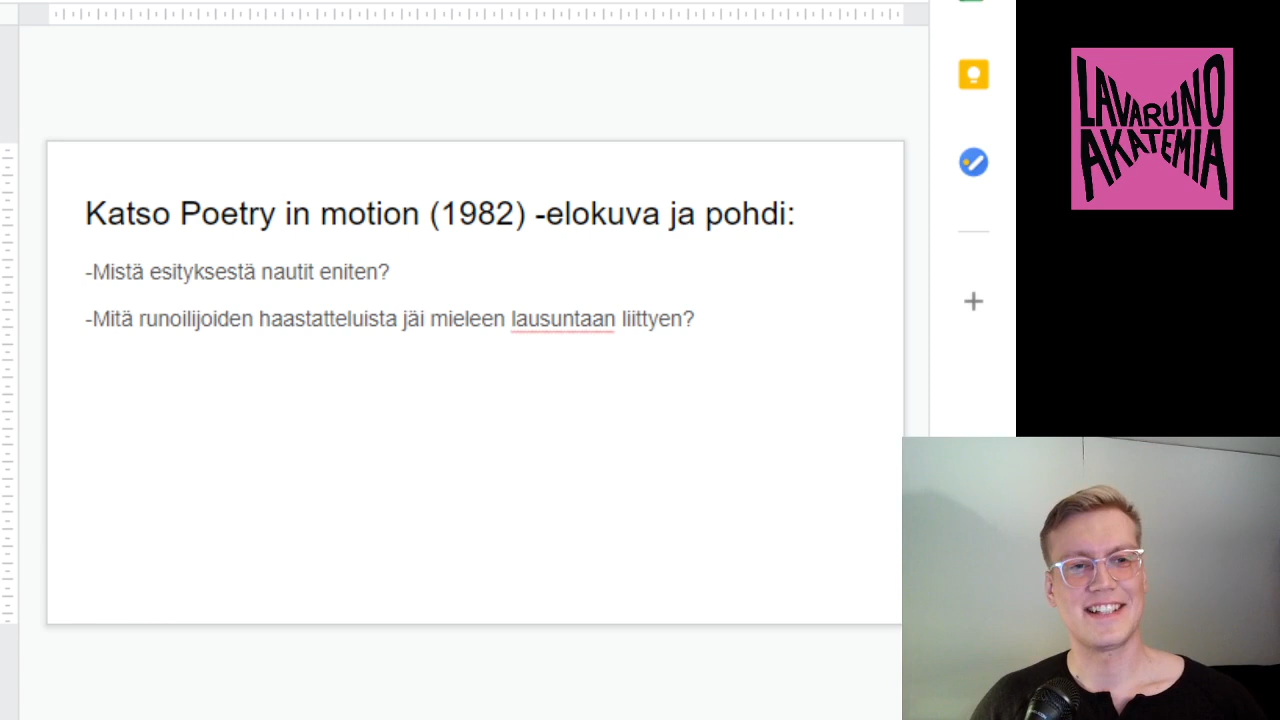 Katso Poetry in motion (1982) -elokuva ja pohdi:
-Mistä esityksestä nautit eniten?
-Mitä runoilijoiden haastatteluista jäi mieleen lausuntaan liittyen?
LAVARUNO
AKATEMIA